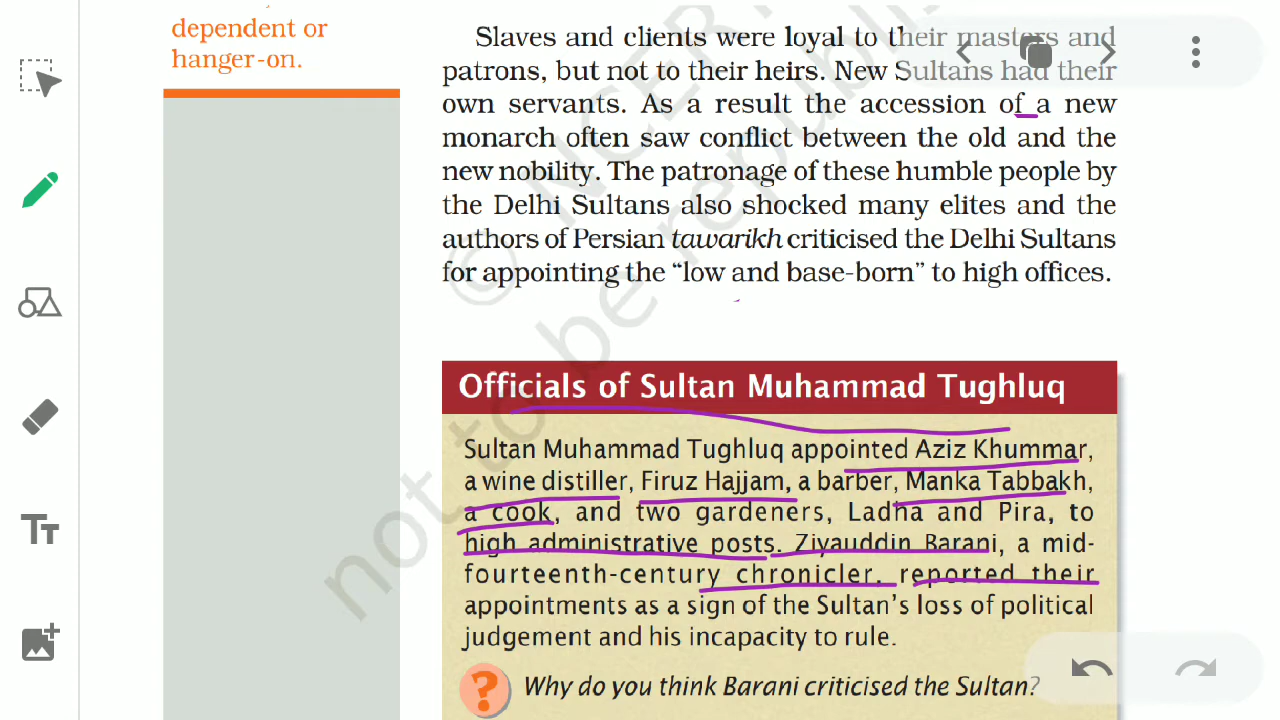 dependent or
hanger-on.
Slaves and clients were loyal to their masters and
patrons, but not to their heirs. New Sultans had their
own servants. As a result the accession of a new
monarch often saw conflict between the old and the
new nobility. The patronage of these humble people by
the Delhi Sultans also shocked many elites and the
authors of Persian tawarikh criticised the Delhi Sultans
for appointing the “low and base-born” to high offices.
Officials of Sultan Muhammad Tughluq
Sultan Muhammad Tughluq appointed Aziz Khummar,
a wine distiller, Firuz Hajjam, a barber, Manka Tabbakh,
a cook, and two gardeners, Ladha and Pira, to
high administrative posts. Ziyauddin Barani, a mid-
fourteenth-century chronicler, reported their
appointments as a sign of the Sultan’s loss of political
judgement and his incapacity to rule.
? Why do you think Barani criticised the Sultan?
© NCERT
not to be republis
TT